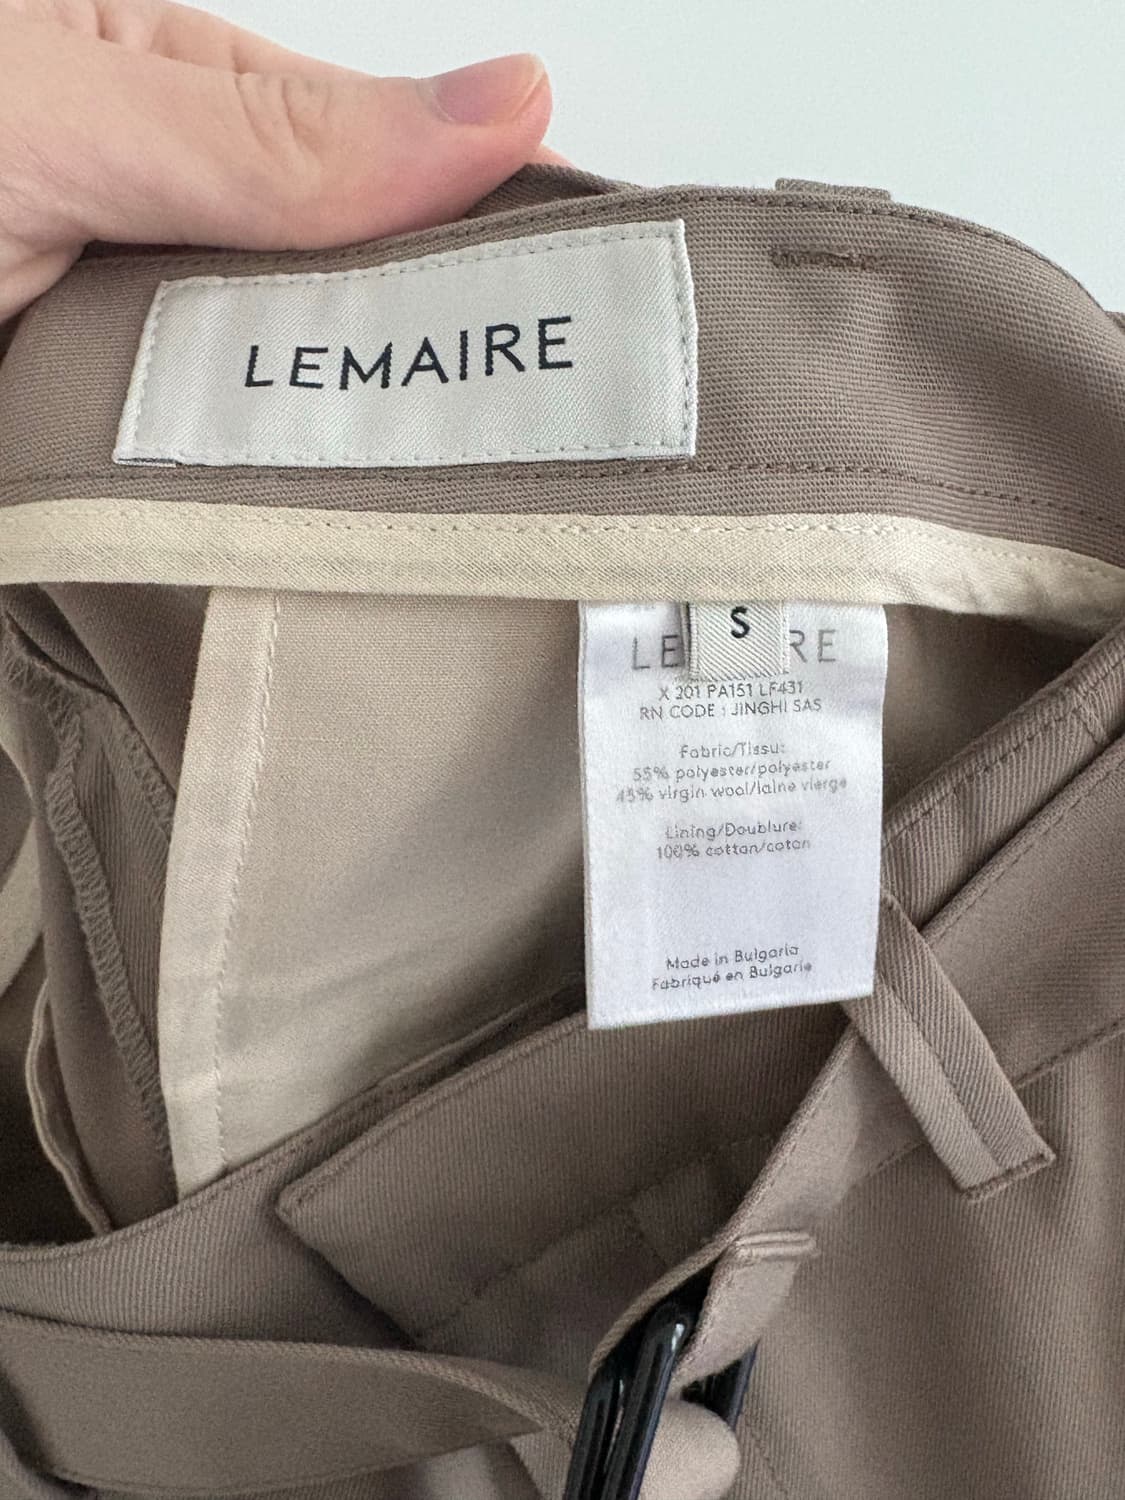 LEMAIRE
S
LE RE
X 201 PA151 LF431
RN CODE : JINGHI SAS
Fabric/Tissu:
55% polyester/polyester
45% virgin wool/laine vierge
Lining/Doublure:
100% cotton/coton
Made in Bulgaria
Fabriqué en Bulgarie